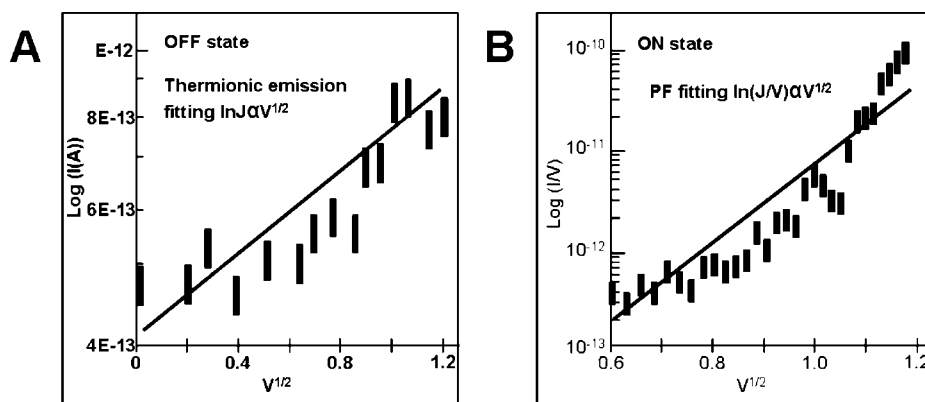 A
OFF state
Thermionic emission
fitting lnJαV1/2
Log (I(A))
E-12
8E-13
6E-13
4E-13
0
0.4
0.8
1.2
V1/2
B
ON state
PF fitting ln(J/V)αV1/2
Log (I/V)
10-10
10-11
10-12
10-13
0.6
0.8
1.0
1.2
V1/2